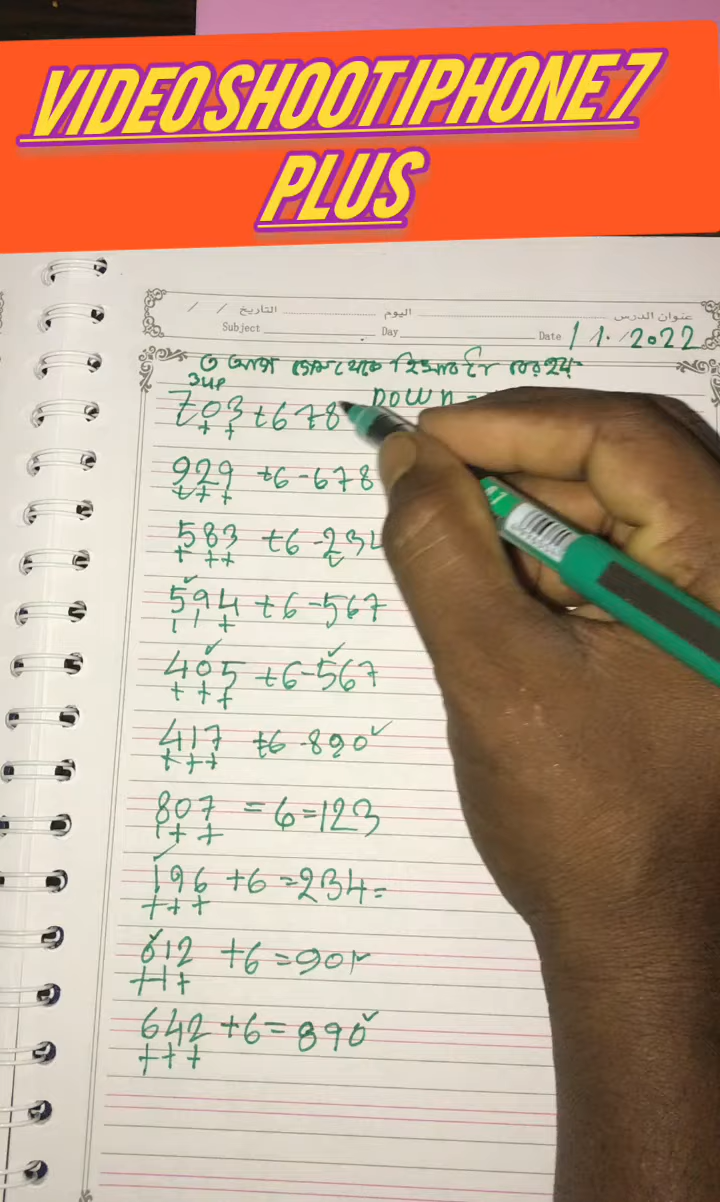 VIDEO SHOOT IPHONE 7
PLUS
عنوان الدرس اليوم التاريخ / /
Subject Day Date 1 1. /2022
3up
DOWN =
703 +678
929 +6-678
583 +6-234
594 +6-567
405 +6-567
417 +6-890
807 =6=123
196 +6=234=
612 +6=901
642 +6=890